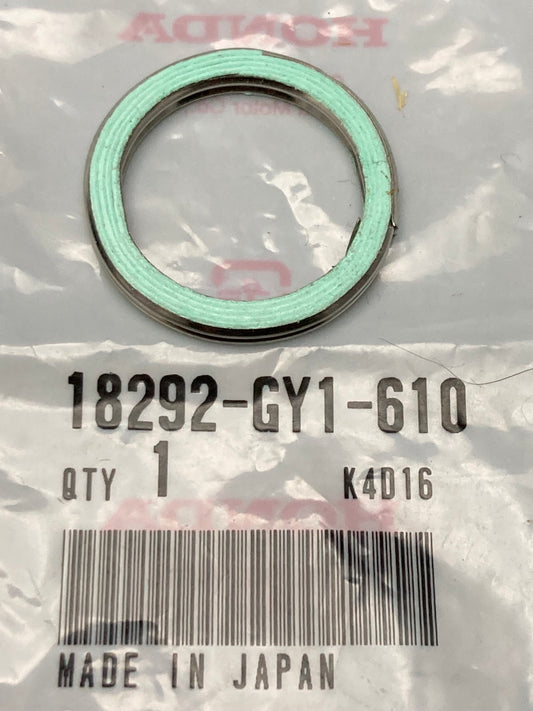 HONDA
18292-GY1-610
QTY 1 K4D16
HONDA
MADE IN JAPAN